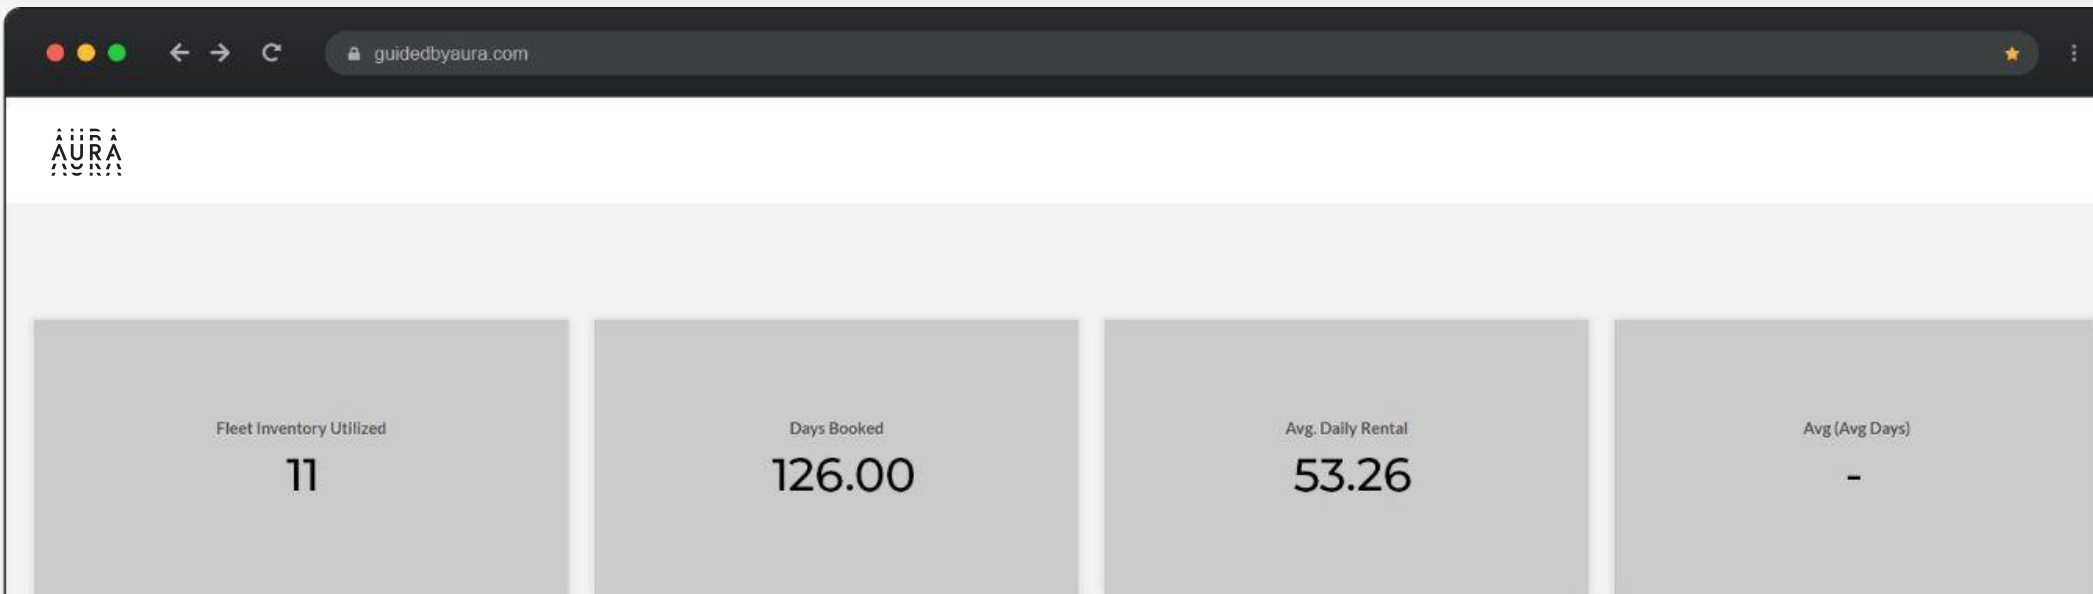 guidedbyaura.com
AURA
Fleet Inventory Utilized
11
Days Booked
126.00
Avg. Daily Rental
53.26
Avg (Avg Days)
-